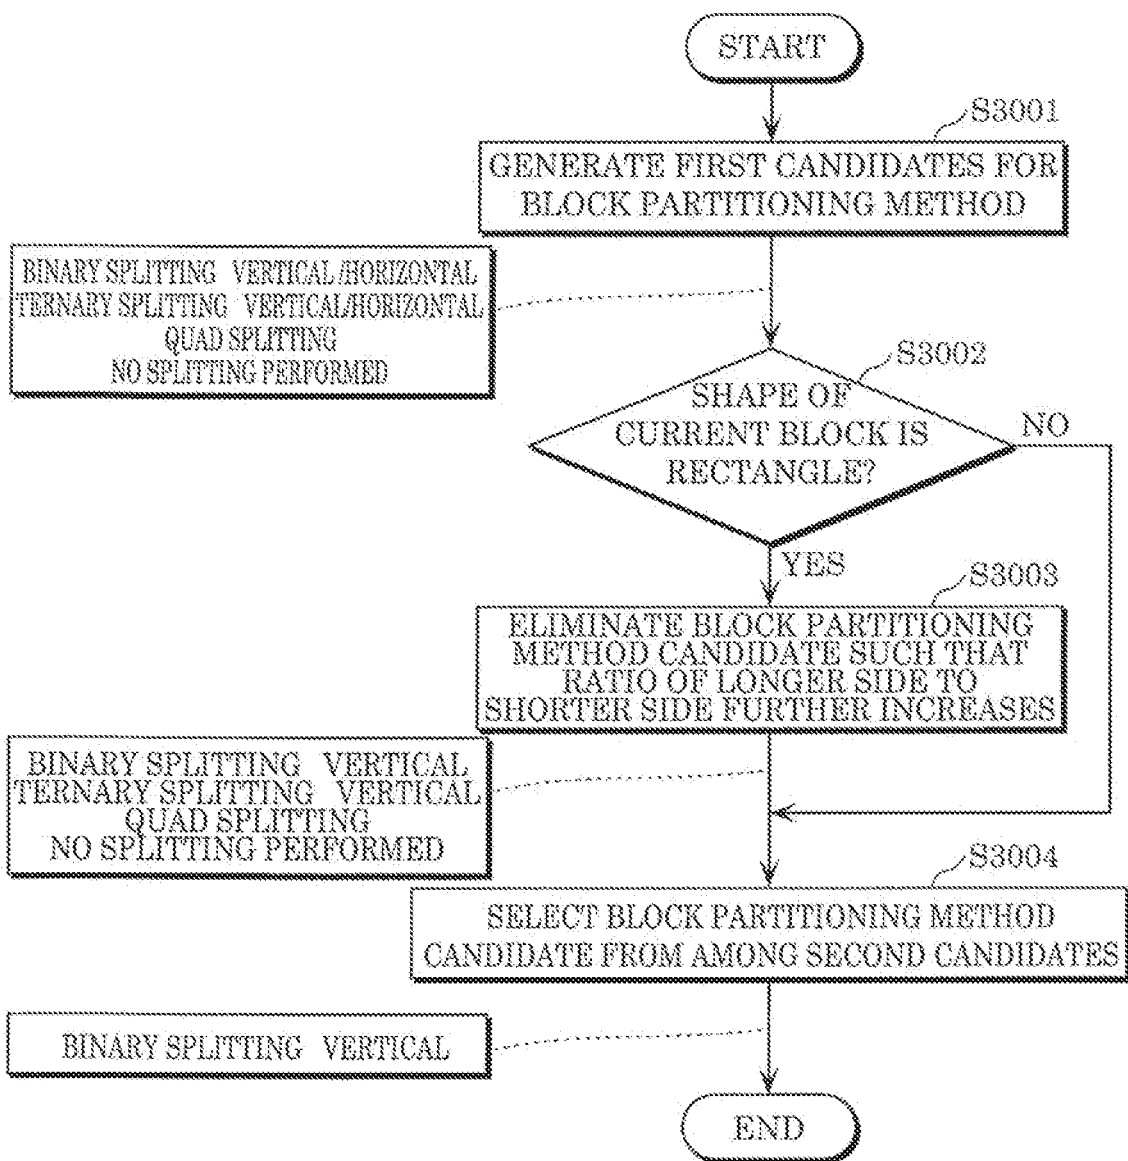 START
S3001
GENERATE FIRST CANDIDATES FOR
BLOCK PARTITIONING METHOD
BINARY SPLITTING VERTICAL/HORIZONTAL
TERNARY SPLITTING VERTICAL/HORIZONTAL
QUAD SPLITTING
NO SPLITTING PERFORMED
S3002
SHAPE OF
CURRENT BLOCK IS
RECTANGLE?
NO
YES
S3003
ELIMINATE BLOCK PARTITIONING
METHOD CANDIDATE SUCH THAT
RATIO OF LONGER SIDE TO
SHORTER SIDE FURTHER INCREASES
BINARY SPLITTING VERTICAL
TERNARY SPLITTING VERTICAL
QUAD SPLITTING
NO SPLITTING PERFORMED
S3004
SELECT BLOCK PARTITIONING METHOD
CANDIDATE FROM AMONG SECOND CANDIDATES
BINARY SPLITTING VERTICAL
END